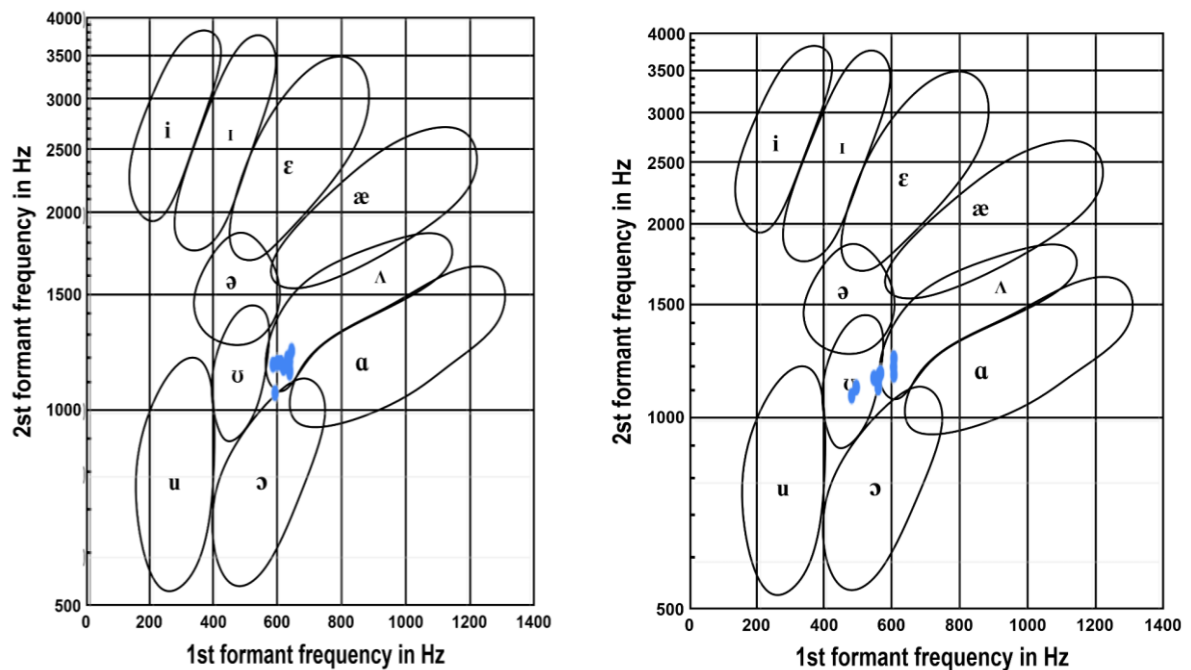 4000
3500
3000
2500
2000
1500
1000
500
0
200
400
600
800
1000
1200
1400
2st formant frequency in Hz
1st formant frequency in Hz
i
ɪ
ɛ
æ
ə
ʌ
ʊ
ɑ
u
ɔ
4000
3500
3000
2500
2000
1500
1000
500
0
200
400
600
800
1000
1200
1400
2st formant frequency in Hz
1st formant frequency in Hz
i
ɪ
ɛ
æ
ə
ʌ
ʊ
ɑ
u
ɔ